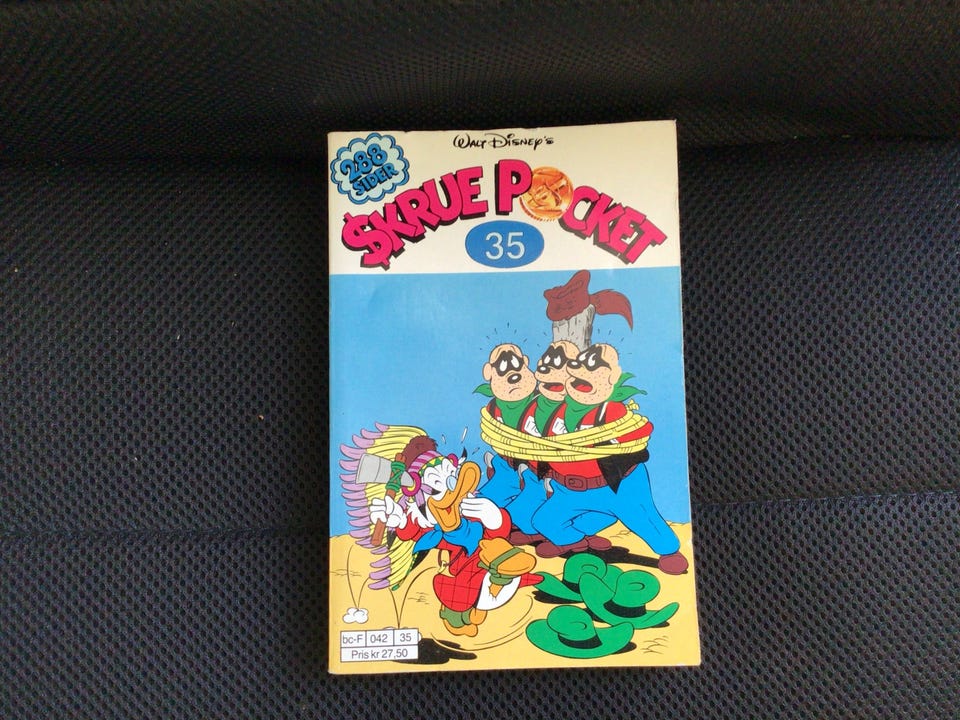 288
SIDER
WALT DISNEY'S
$KRUE POCKET
35
bc-F 042 35
Pris kr 27,50